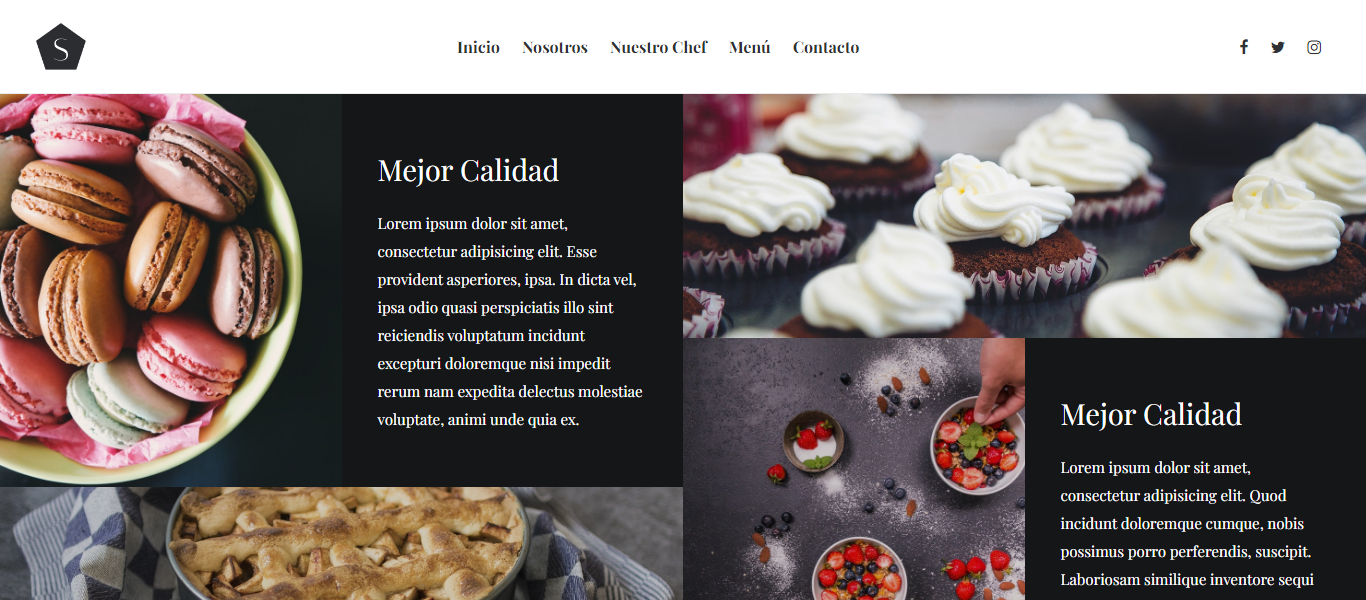 S
Inicio Nosotros Nuestro Chef Menú Contacto
Mejor Calidad
Lorem ipsum dolor sit amet,
consectetur adipisicing elit. Esse
provident asperiores, ipsa. In dicta vel,
ipsa odio quasi perspiciatis illo sint
reiciendis voluptatum incidunt
excepturi doloremque nisi impedit
rerum nam expedita delectus molestiae
voluptate, animi unde quia ex.
Mejor Calidad
Lorem ipsum dolor sit amet,
consectetur adipisicing elit. Quod
incidunt doloremque cumque, nobis
possimus porro perferendis, suscipit.
Laboriosam similique inventore sequi